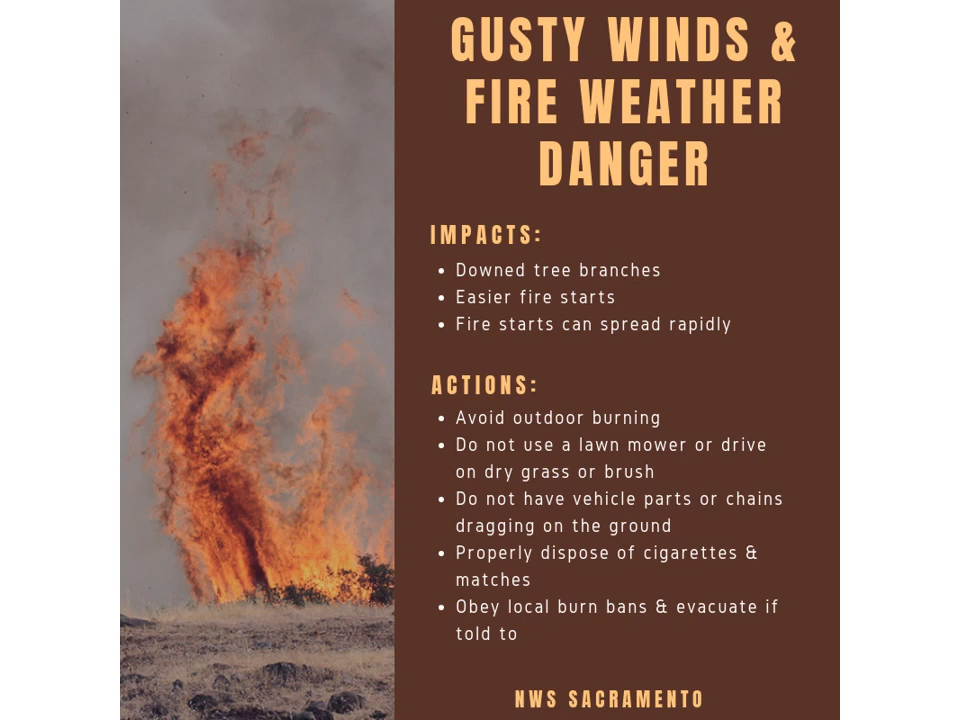 GUSTY WINDS &
FIRE WEATHER
DANGER
IMPACTS:
• Downed tree branches
• Easier fire starts
• Fire starts can spread rapidly
ACTIONS:
• Avoid outdoor burning
• Do not use a lawn mower or drive
on dry grass or brush
• Do not have vehicle parts or chains
dragging on the ground
• Properly dispose of cigarettes &
matches
• Obey local burn bans & evacuate if
told to
NWS SACRAMENTO